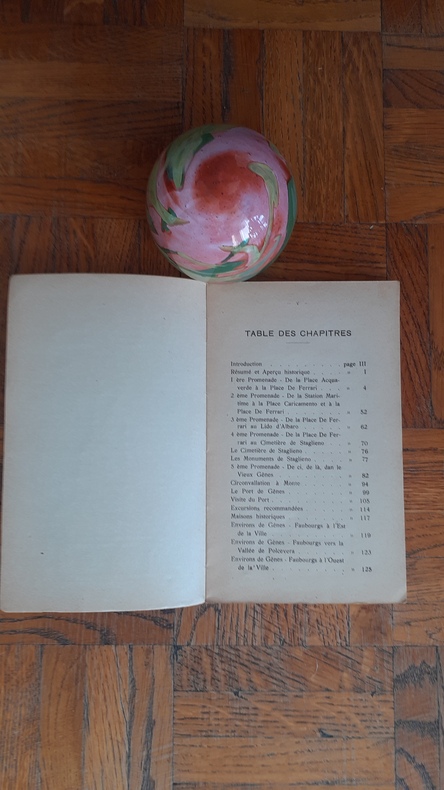 TABLE DES CHAPITRES
Introduction . . . . . . . . . . page III
Résumé et Aperçu historique . . . . . » 1
1 ère Promenade - De la Place Acqua-
verde à la Place De Ferrari . . . . » 4
2 ème Promenade - De la Station Mari-
time à la Place Caricamento et à la
Place De Ferrari . . . . . . . » 52
3 ème Promenade - De la Place De Fer-
rari au Lido d'Albaro . . . . . . » 62
4 ème Promenade - De la Place De Fer-
rari au Cimetière de Staglieno . . . » 70
Le Cimetière de Staglieno . . . . . » 76
Les Monuments de Staglieno . . . . . » 77
5 ème Promenade - De ci, de là, dan la
Vieux Gênes . . . . . . . . . » 82
Circonvallation à Monte . . . . . . » 94
Le Port de Gênes . . . . . . . . » 99
Visite du Port . . . . . . . . . » 105
Excursions recommandées . . . . . . » 114
Maisons historiques . . . . . . . » 117
Environs de Gênes - Faubourgs à l'Est
de la Ville . . . . . . . . . » 119
Environs de Gênes - Faubourgs vers la
Vallée de Polcevera . . . . . . »
Environs de Gênes - Faubourgs à l'Ouest
de la Ville . . . . . . . . . » 128